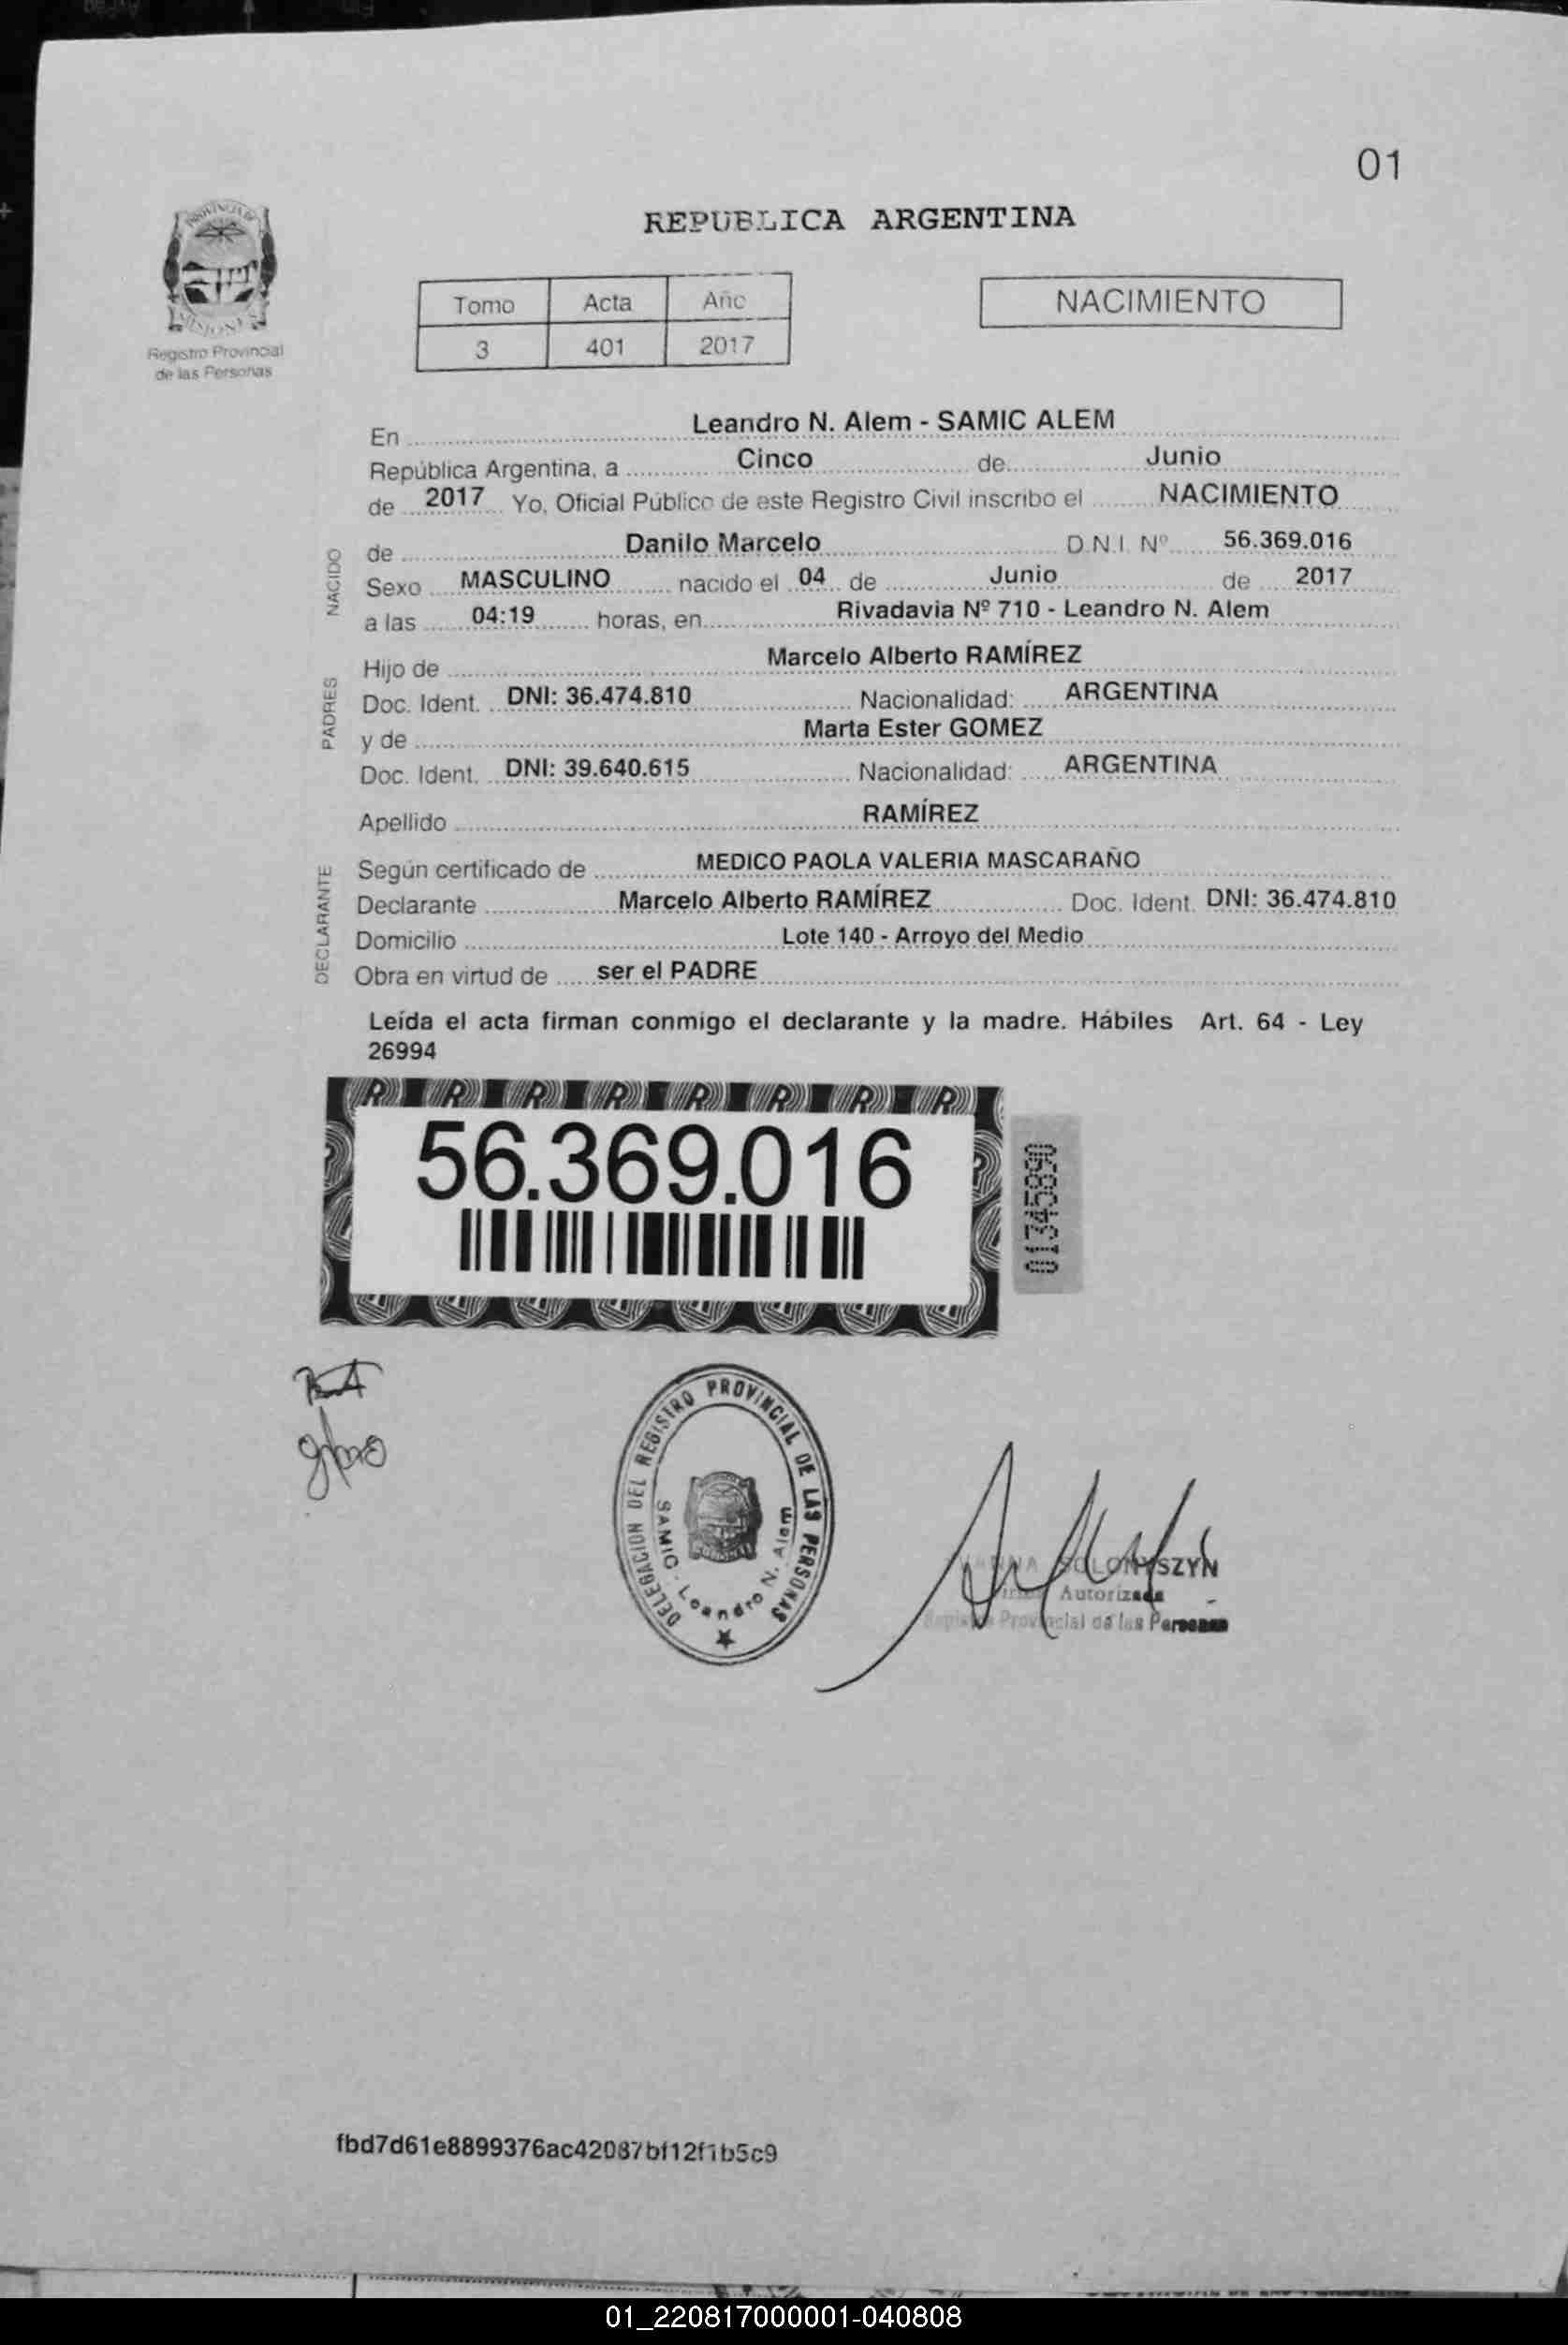 01
PROVINCIA DE
MISIONES
Registro Provincial
de las Personas
REPUBLICA ARGENTINA
Tomo Acta Año
3 401 2017
NACIMIENTO
En Leandro N. Alem - SAMIC ALEM
República Argentina, a Cinco de Junio
de 2017 Yo, Oficial Público de este Registro Civil inscribo el NACIMIENTO
NACIDO
de Danilo Marcelo D.N.I. Nº 56.369.016
Sexo MASCULINO nacido el 04 de Junio de 2017
a las 04:19 horas, en Rivadavia Nº 710 - Leandro N. Alem
PADRES
Hijo de Marcelo Alberto RAMÍREZ
Doc. Ident. DNI: 36.474.810 Nacionalidad: ARGENTINA
y de Marta Ester GOMEZ
Doc. Ident. DNI: 39.640.615 Nacionalidad: ARGENTINA
Apellido RAMÍREZ
DECLARANTE
Según certificado de MEDICO PAOLA VALERIA MASCARAÑO
Declarante Marcelo Alberto RAMÍREZ Doc. Ident. DNI: 36.474.810
Domicilio Lote 140 - Arroyo del Medio
Obra en virtud de ser el PADRE
Leída el acta firman conmigo el declarante y la madre. Hábiles Art. 64 - Ley
26994
56.369.016
01345890
DELEGACION DEL REGISTRO PROVINCIAL DE LAS PERSONAS
SAMIC - Leandro N. Alem
Autorizada
Provincial de las Personas
fbd7d61e8899376ac42087bf12f1b5c9
01_220817000001-040808